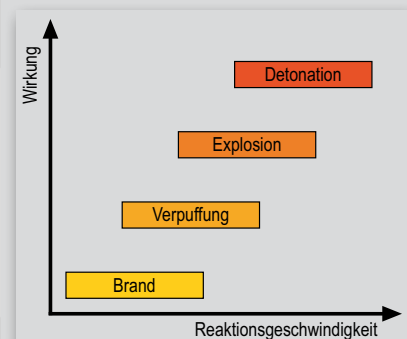 Wirkung
Detonation
Explosion
Verpuffung
Brand
Reaktionsgeschwindigkeit